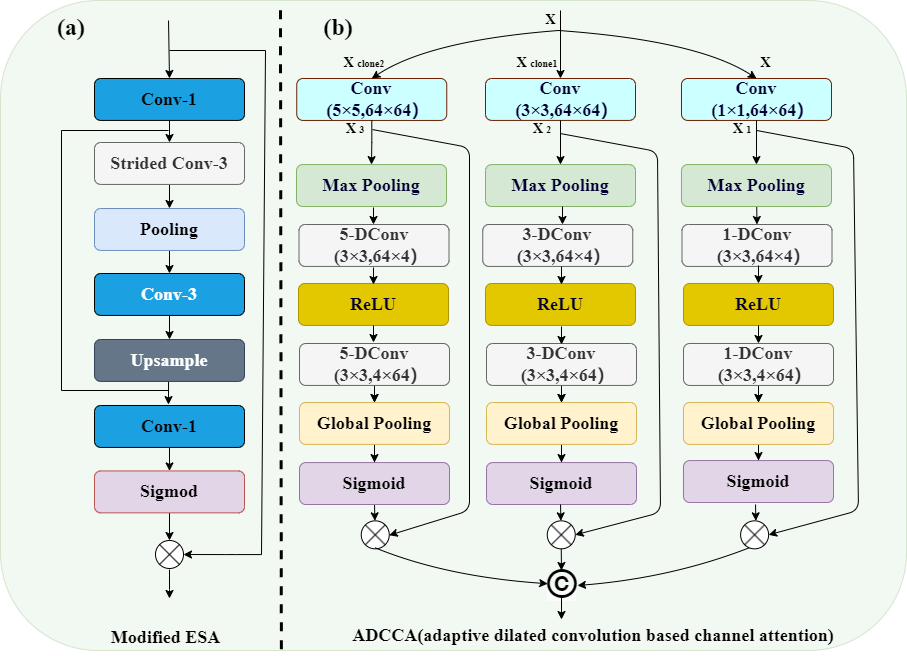 (a)
Conv-1
Strided Conv-3
Pooling
Conv-3
Upsample
Conv-1
Sigmod
Modified ESA
(b)
X
X clone2
X clone1
X
Conv
(5×5,64×64)
Conv
(3×3,64×64)
Conv
(1×1,64×64)
X 3
X 2
X 1
Max Pooling
Max Pooling
Max Pooling
5-DConv
(3×3,64×4)
3-DConv
(3×3,64×4)
1-DConv
(3×3,64×4)
ReLU
ReLU
ReLU
5-DConv
(3×3,4×64)
3-DConv
(3×3,4×64)
1-DConv
(3×3,4×64)
Global Pooling
Global Pooling
Global Pooling
Sigmoid
Sigmoid
Sigmoid
C
ADCCA(adaptive dilated convolution based channel attention)